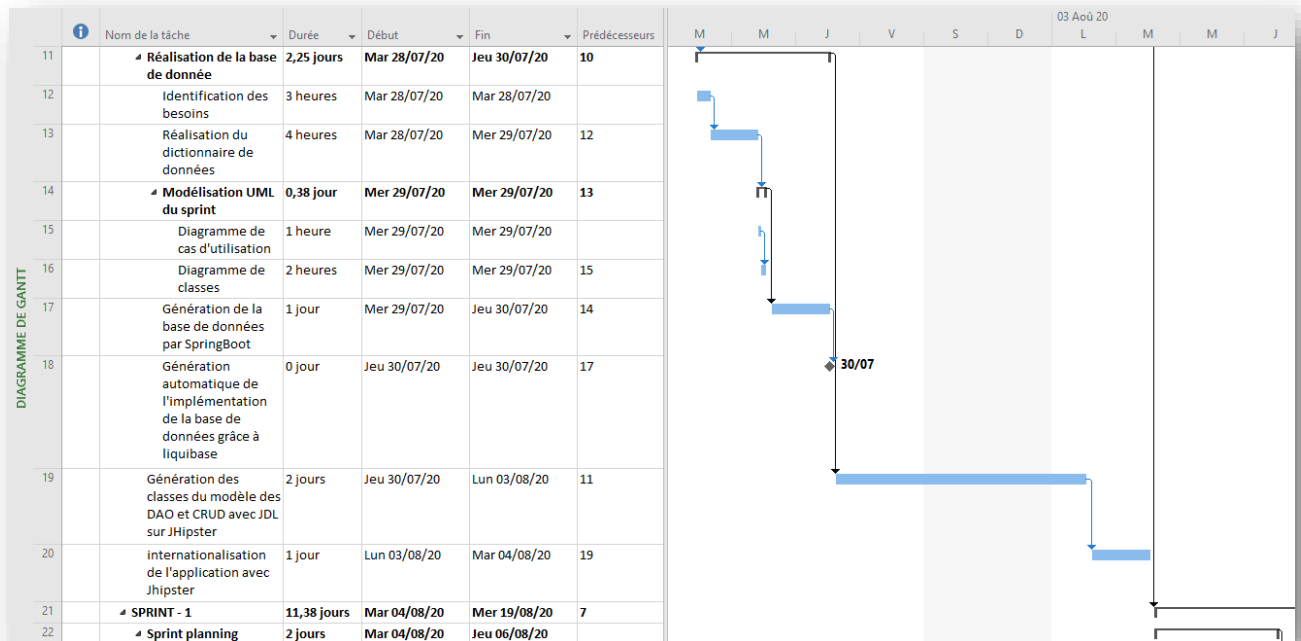 03 Aoû 20
Nom de la tâche Durée Début Fin Prédécesseurs M M J V S D L M M J
11 Réalisation de la base 2,25 jours Mar 28/07/20 Jeu 30/07/20 10
de donnée
12 Identification des 3 heures Mar 28/07/20 Mar 28/07/20
besoins
13 Réalisation du 4 heures Mar 28/07/20 Mer 29/07/20 12
dictionnaire de
données
14 Modélisation UML 0,38 jour Mer 29/07/20 Mer 29/07/20 13
du sprint
15 Diagramme de 1 heure Mer 29/07/20 Mer 29/07/20
cas d'utilisation
16 Diagramme de 2 heures Mer 29/07/20 Mer 29/07/20 15
classes
17 Génération de la 1 jour Mer 29/07/20 Jeu 30/07/20 14
base de données
par SpringBoot
18 Génération 0 jour Jeu 30/07/20 Jeu 30/07/20 17 30/07
automatique de
l'implémentation
de la base de
données grâce à
liquibase
19 Génération des 2 jours Jeu 30/07/20 Lun 03/08/20 11
classes du modèle des
DAO et CRUD avec JDL
sur JHipster
20 internationalisation 1 jour Lun 03/08/20 Mar 04/08/20 19
de l'application avec
Jhipster
21 SPRINT - 1 11,38 jours Mar 04/08/20 Mer 19/08/20 7
22 Sprint planning 2 jours Mar 04/08/20 Jeu 06/08/20
DIAGRAMME DE GANTT